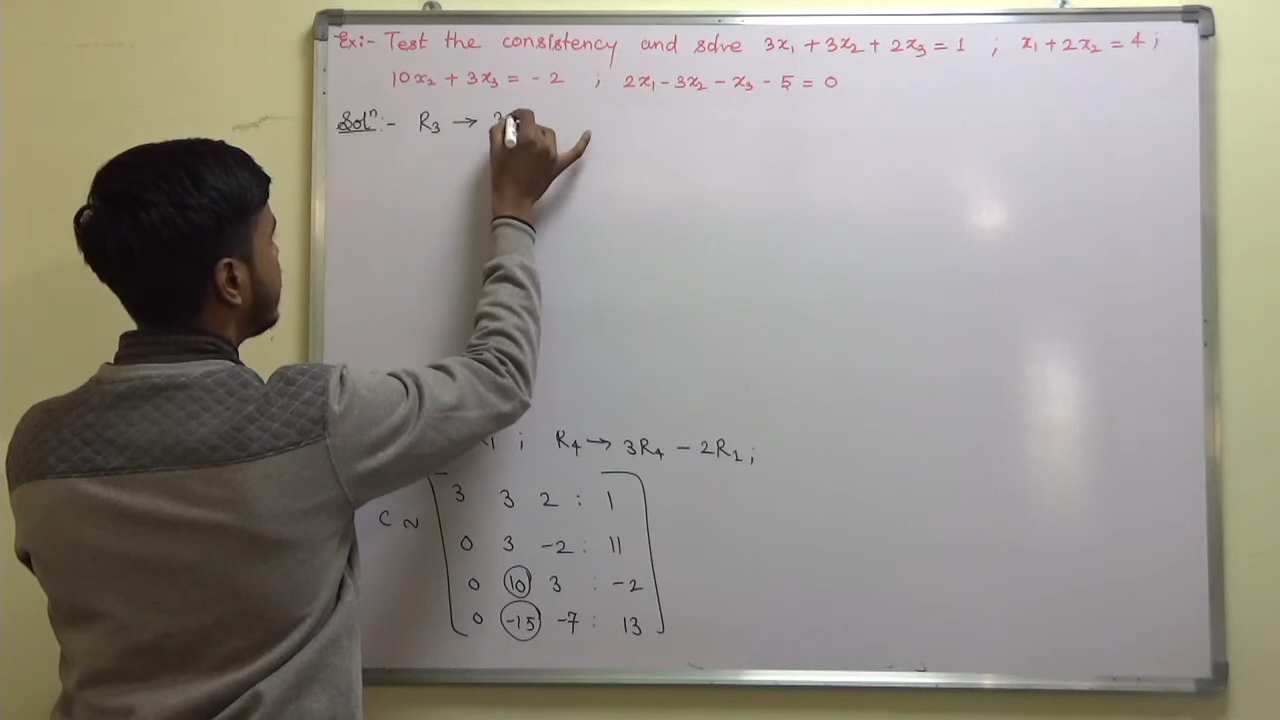 Ex:- Test the consistency and solve 3x₁ + 3x₂ + 2x₃ = 1 ; x₁ + 2x₂ = 4 ;
10x₂ + 3x₃ = -2 ; 2x₁ - 3x₂ - x₃ - 5 = 0
Solⁿ:- R₃ → 3
; R₄ → 3R₄ - 2R₁ ;
C ~ 3 3 2 : 1
0 3 -2 : 11
0 10 3 : -2
0 -15 -7 : 13